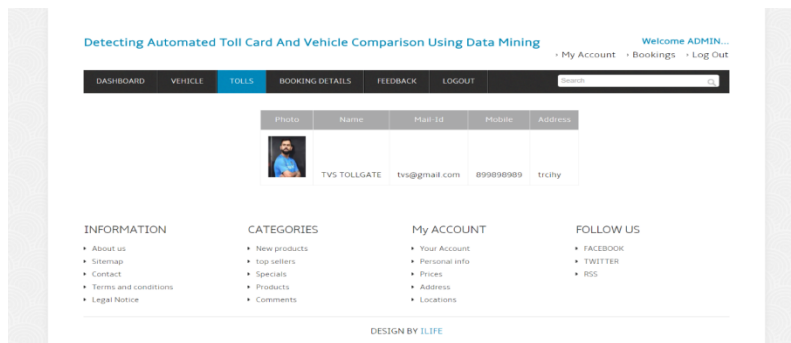 Detecting Automated Toll Card And Vehicle Comparison Using Data Mining
Welcome ADMIN...
My Account Bookings Log Out
DASHBOARD VEHICLE TOLLS BOOKING DETAILS FEEDBACK LOGOUT Search
Photo Name Mail-Id Mobile Address
TVS TOLLGATE tvs@gmail.com 899898989 trcihy
INFORMATION CATEGORIES My ACCOUNT FOLLOW US
About us New products Your Account FACEBOOK
Sitemap top sellers Personal info TWITTER
Contact Specials Prices RSS
Terms and conditions Products Address
Legal Notice Comments Locations
DESIGN BY ILIFE